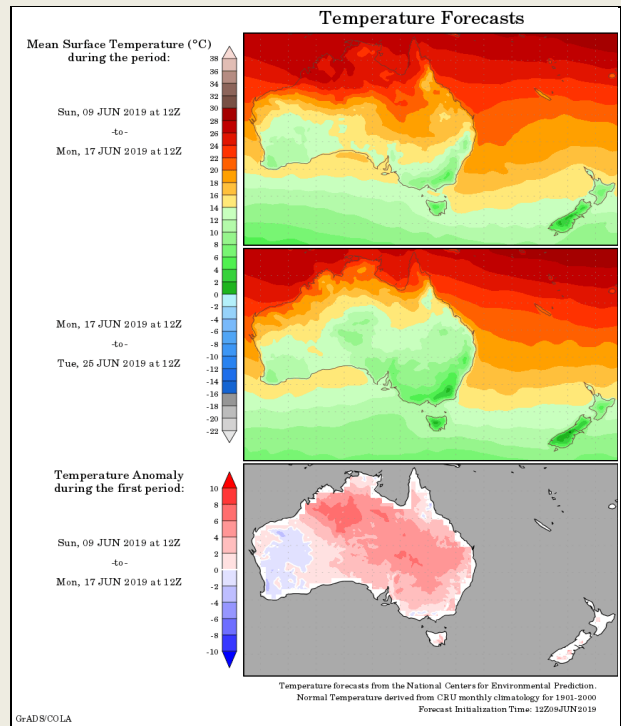 Temperature Forecasts
Mean Surface Temperature (°C)
during the period:
Sun, 09 JUN 2019 at 12Z
-to-
Mon, 17 JUN 2019 at 12Z
38
36
34
32
30
28
26
24
22
20
18
16
14
12
10
8
6
4
2
0
-2
-4
-6
-8
-10
-12
-14
-16
-18
-20
-22
Mon, 17 JUN 2019 at 12Z
-to-
Tue, 25 JUN 2019 at 12Z
Temperature Anomaly
during the first period:
Sun, 09 JUN 2019 at 12Z
-to-
Mon, 17 JUN 2019 at 12Z
10
8
6
4
2
0
-2
-4
-6
-8
-10
Temperature forecasts from the National Centers for Environmental Prediction.
Normal Temperature derived from CRU monthly climatology for 1901-2000
Forecast Initialization Time: 12Z09JUN2019
GrADS/COLA